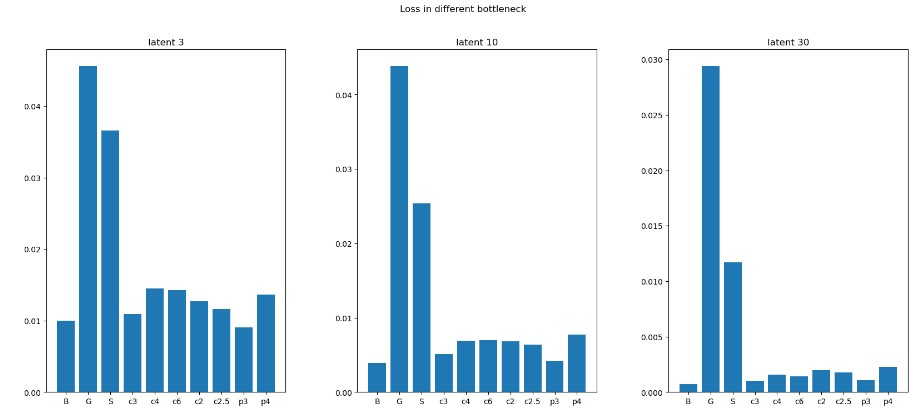 Loss in different bottleneck
latent 3
0.04
0.03
0.02
0.01
0.00
B G S c3 c4 c6 c2 c2.5 p3 p4
latent 10
0.04
0.03
0.02
0.01
0.00
B G S c3 c4 c6 c2 c2.5 p3 p4
latent 30
0.030
0.025
0.020
0.015
0.010
0.005
0.000
B G S c3 c4 c6 c2 c2.5 p3 p4